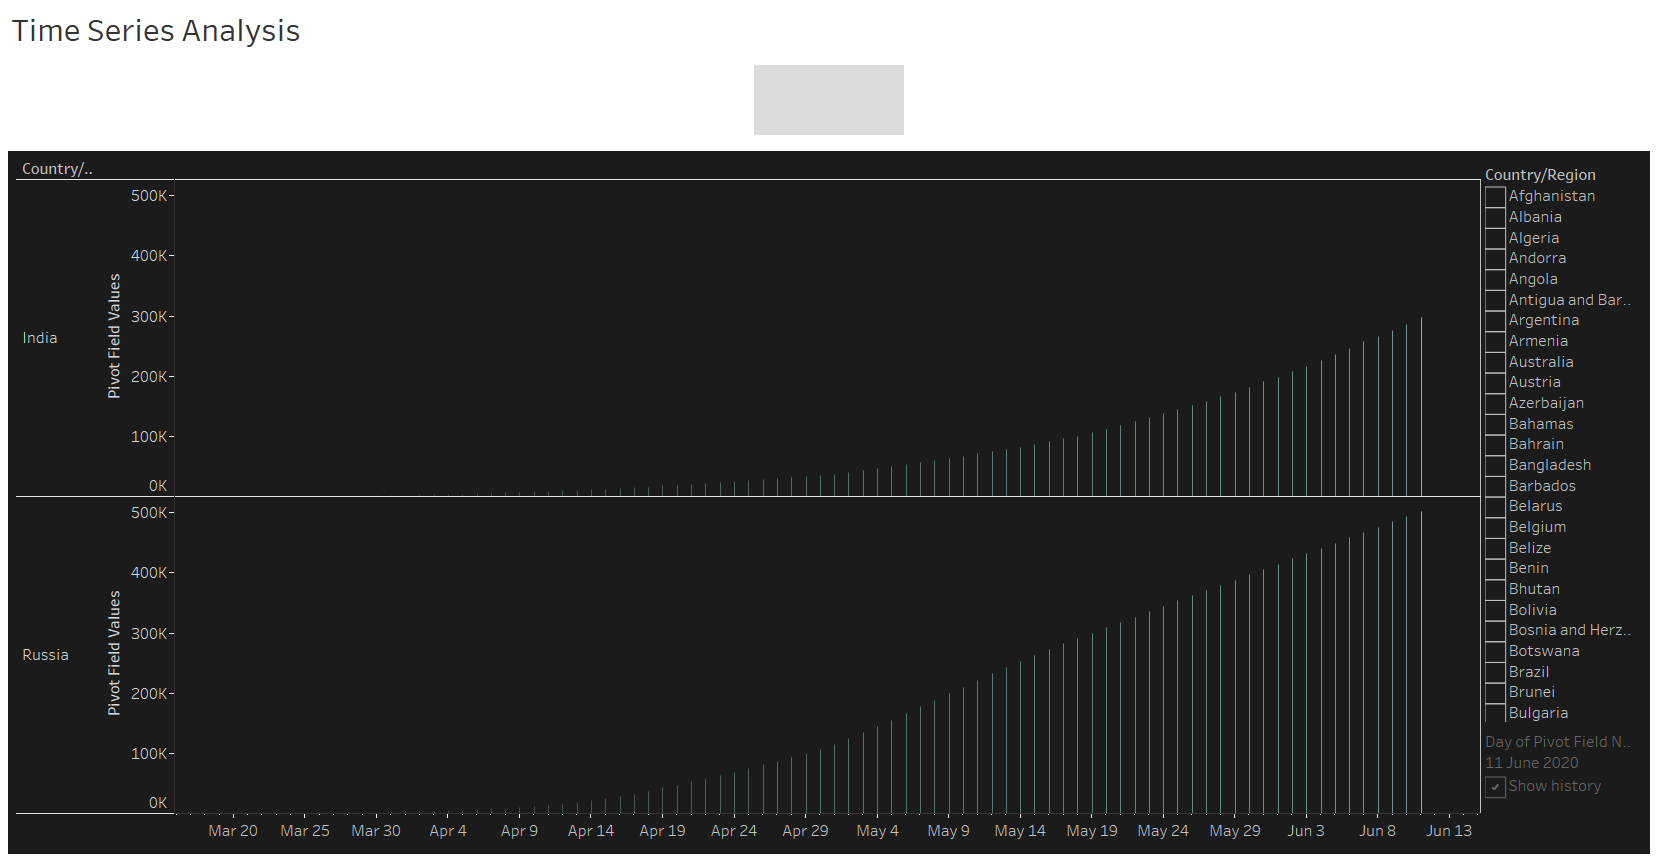 Time Series Analysis
Country/..
500K
400K
300K
200K
100K
0K
Pivot Field Values
India
500K
400K
300K
200K
100K
0K
Pivot Field Values
Russia
Mar 20 Mar 25 Mar 30 Apr 4 Apr 9 Apr 14 Apr 19 Apr 24 Apr 29 May 4 May 9 May 14 May 19 May 24 May 29 Jun 3 Jun 8 Jun 13
Country/Region
Afghanistan
Albania
Algeria
Andorra
Angola
Antigua and Bar..
Argentina
Armenia
Australia
Austria
Azerbaijan
Bahamas
Bahrain
Bangladesh
Barbados
Belarus
Belgium
Belize
Benin
Bhutan
Bolivia
Bosnia and Herz..
Botswana
Brazil
Brunei
Bulgaria
Day of Pivot Field N..
11 June 2020
Show history